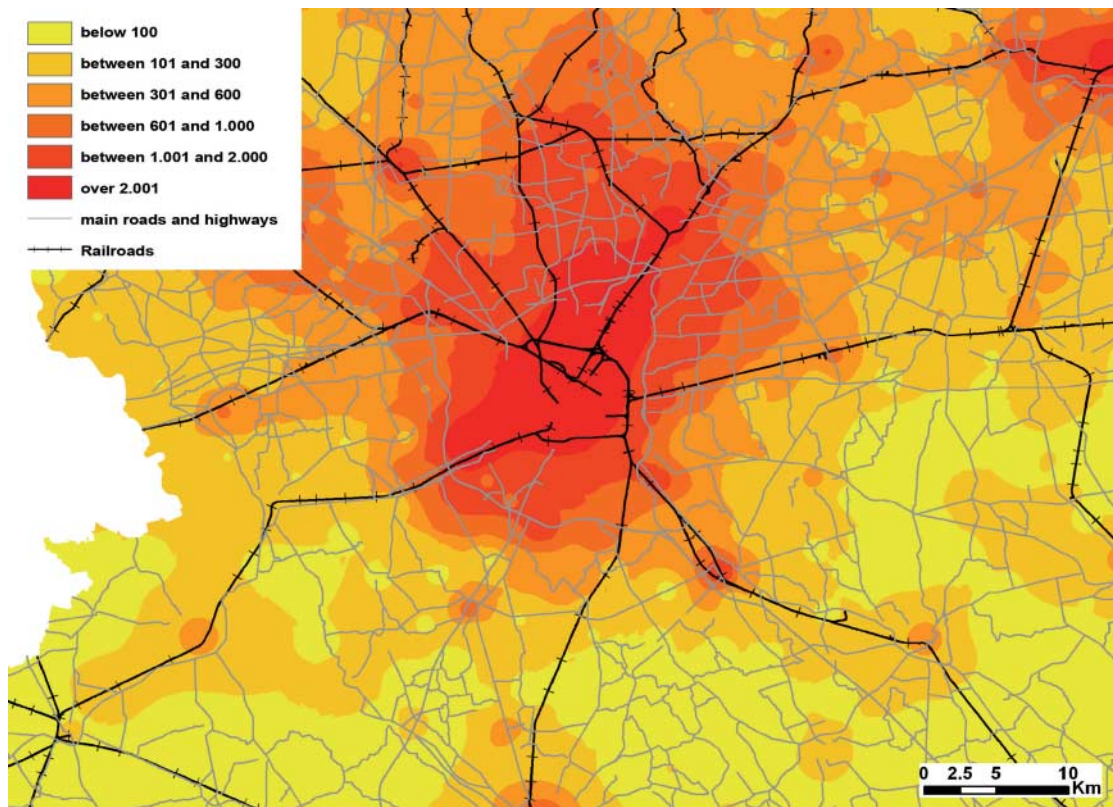 below 100
between 101 and 300
between 301 and 600
between 601 and 1.000
between 1.001 and 2.000
over 2.001
main roads and highways
Railroads
0 2.5 5 10
Km